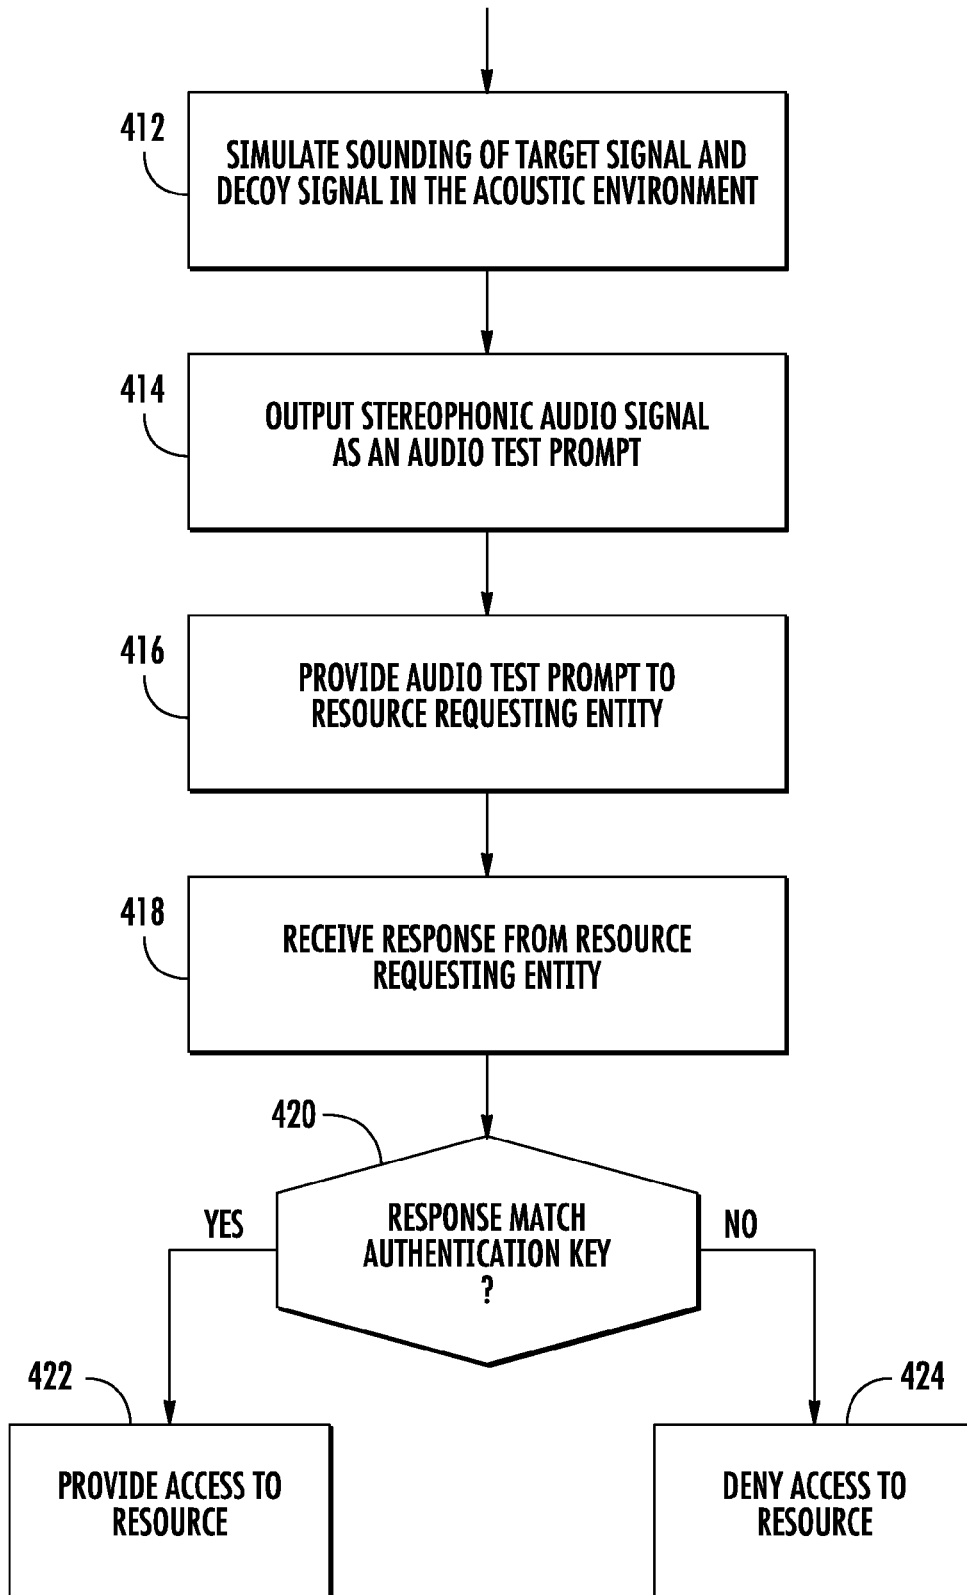 412
SIMULATE SOUNDING OF TARGET SIGNAL AND
DECOY SIGNAL IN THE ACOUSTIC ENVIRONMENT
414
OUTPUT STEREOPHONIC AUDIO SIGNAL
AS AN AUDIO TEST PROMPT
416
PROVIDE AUDIO TEST PROMPT TO
RESOURCE REQUESTING ENTITY
418
RECEIVE RESPONSE FROM RESOURCE
REQUESTING ENTITY
420
RESPONSE MATCH
AUTHENTICATION KEY
?
YES
NO
422
PROVIDE ACCESS TO
RESOURCE
424
DENY ACCESS TO
RESOURCE